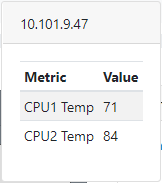 10.101.9.47
Metric Value
CPU1 Temp 71
CPU2 Temp 84